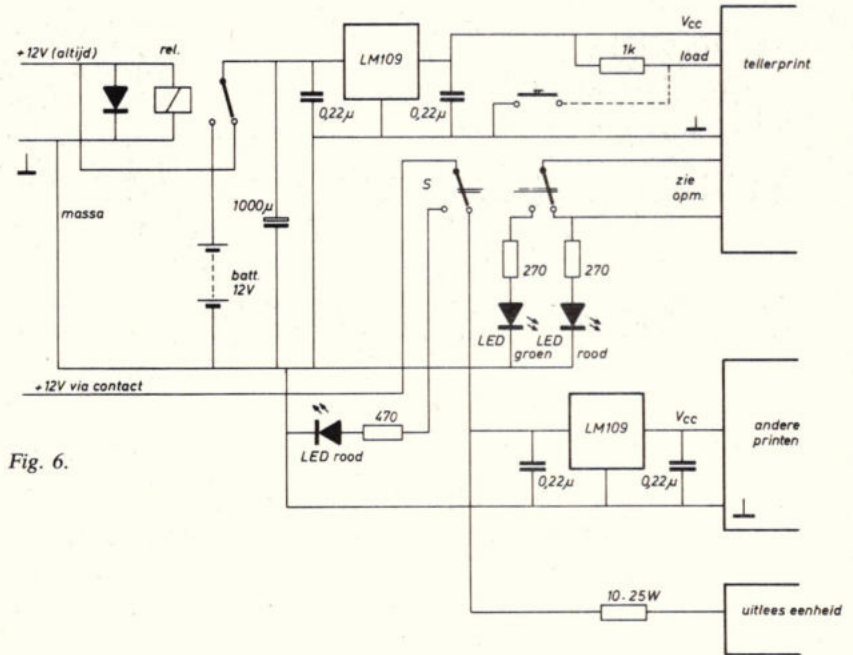 +12V (altijd)
rel.
LM109
Vcc
1k
load
tellerprint
0,22µ
0,22µ
massa
1000µ
S
zie
opm.
batt.
12V
270
270
LED
groen
LED
rood
+12V via contact
470
LED rood
LM109
Vcc
andere
printen
0,22µ
0,22µ
Fig. 6.
10-25W
uitlees eenheid